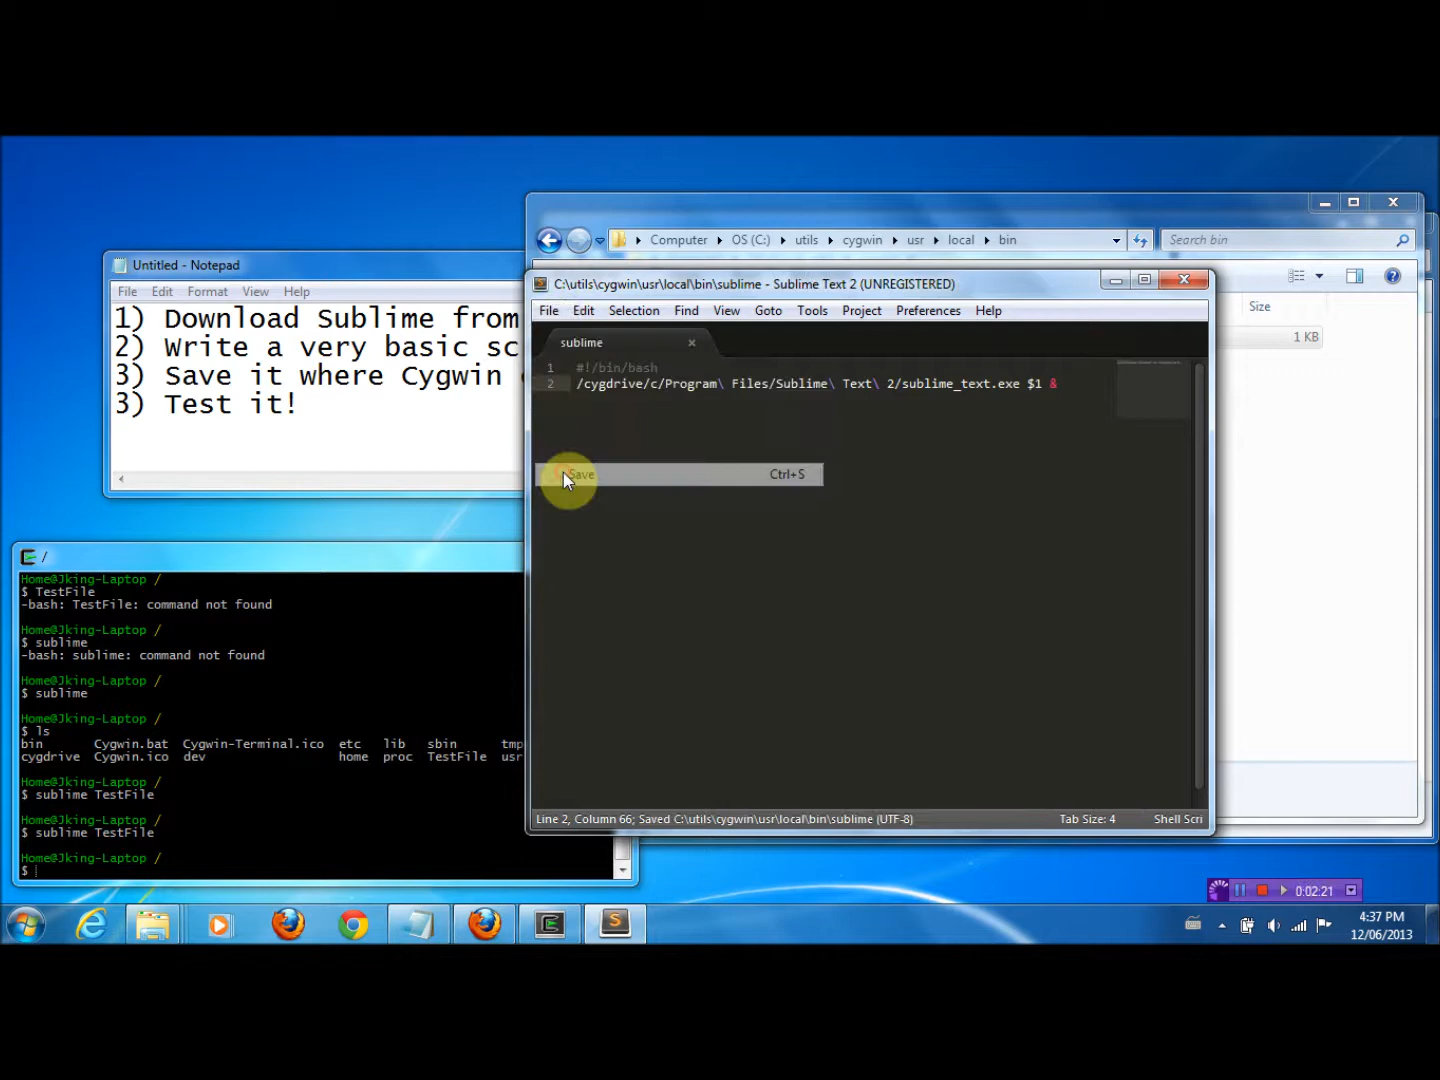 Untitled - Notepad
File Edit Format View Help
1) Download Sublime from
2) Write a very basic sc
3) Save it where Cygwin
3) Test it!
Computer OS (C:) utils cygwin usr local bin
Search bin
Size
1 KB
C:\utils\cygwin\usr\local\bin\sublime - Sublime Text 2 (UNREGISTERED)
File Edit Selection Find View Goto Tools Project Preferences Help
sublime
1 #!/bin/bash
2 /cygdrive/c/Program\ Files/Sublime\ Text\ 2/sublime_text.exe $1 &
Save Ctrl+S
Line 2, Column 66; Saved C:\utils\cygwin\usr\local\bin\sublime (UTF-8)
Tab Size: 4
Shell Scri
/
Home@Jking-Laptop /
$ TestFile
-bash: TestFile: command not found
Home@Jking-Laptop /
$ sublime
-bash: sublime: command not found
Home@Jking-Laptop /
$ sublime
Home@Jking-Laptop /
$ ls
bin Cygwin.bat Cygwin-Terminal.ico etc lib sbin tmp
cygdrive Cygwin.ico dev home proc TestFile usr
Home@Jking-Laptop /
$ sublime TestFile
Home@Jking-Laptop /
$ sublime TestFile
Home@Jking-Laptop /
$
0:02:21
4:37 PM
12/06/2013